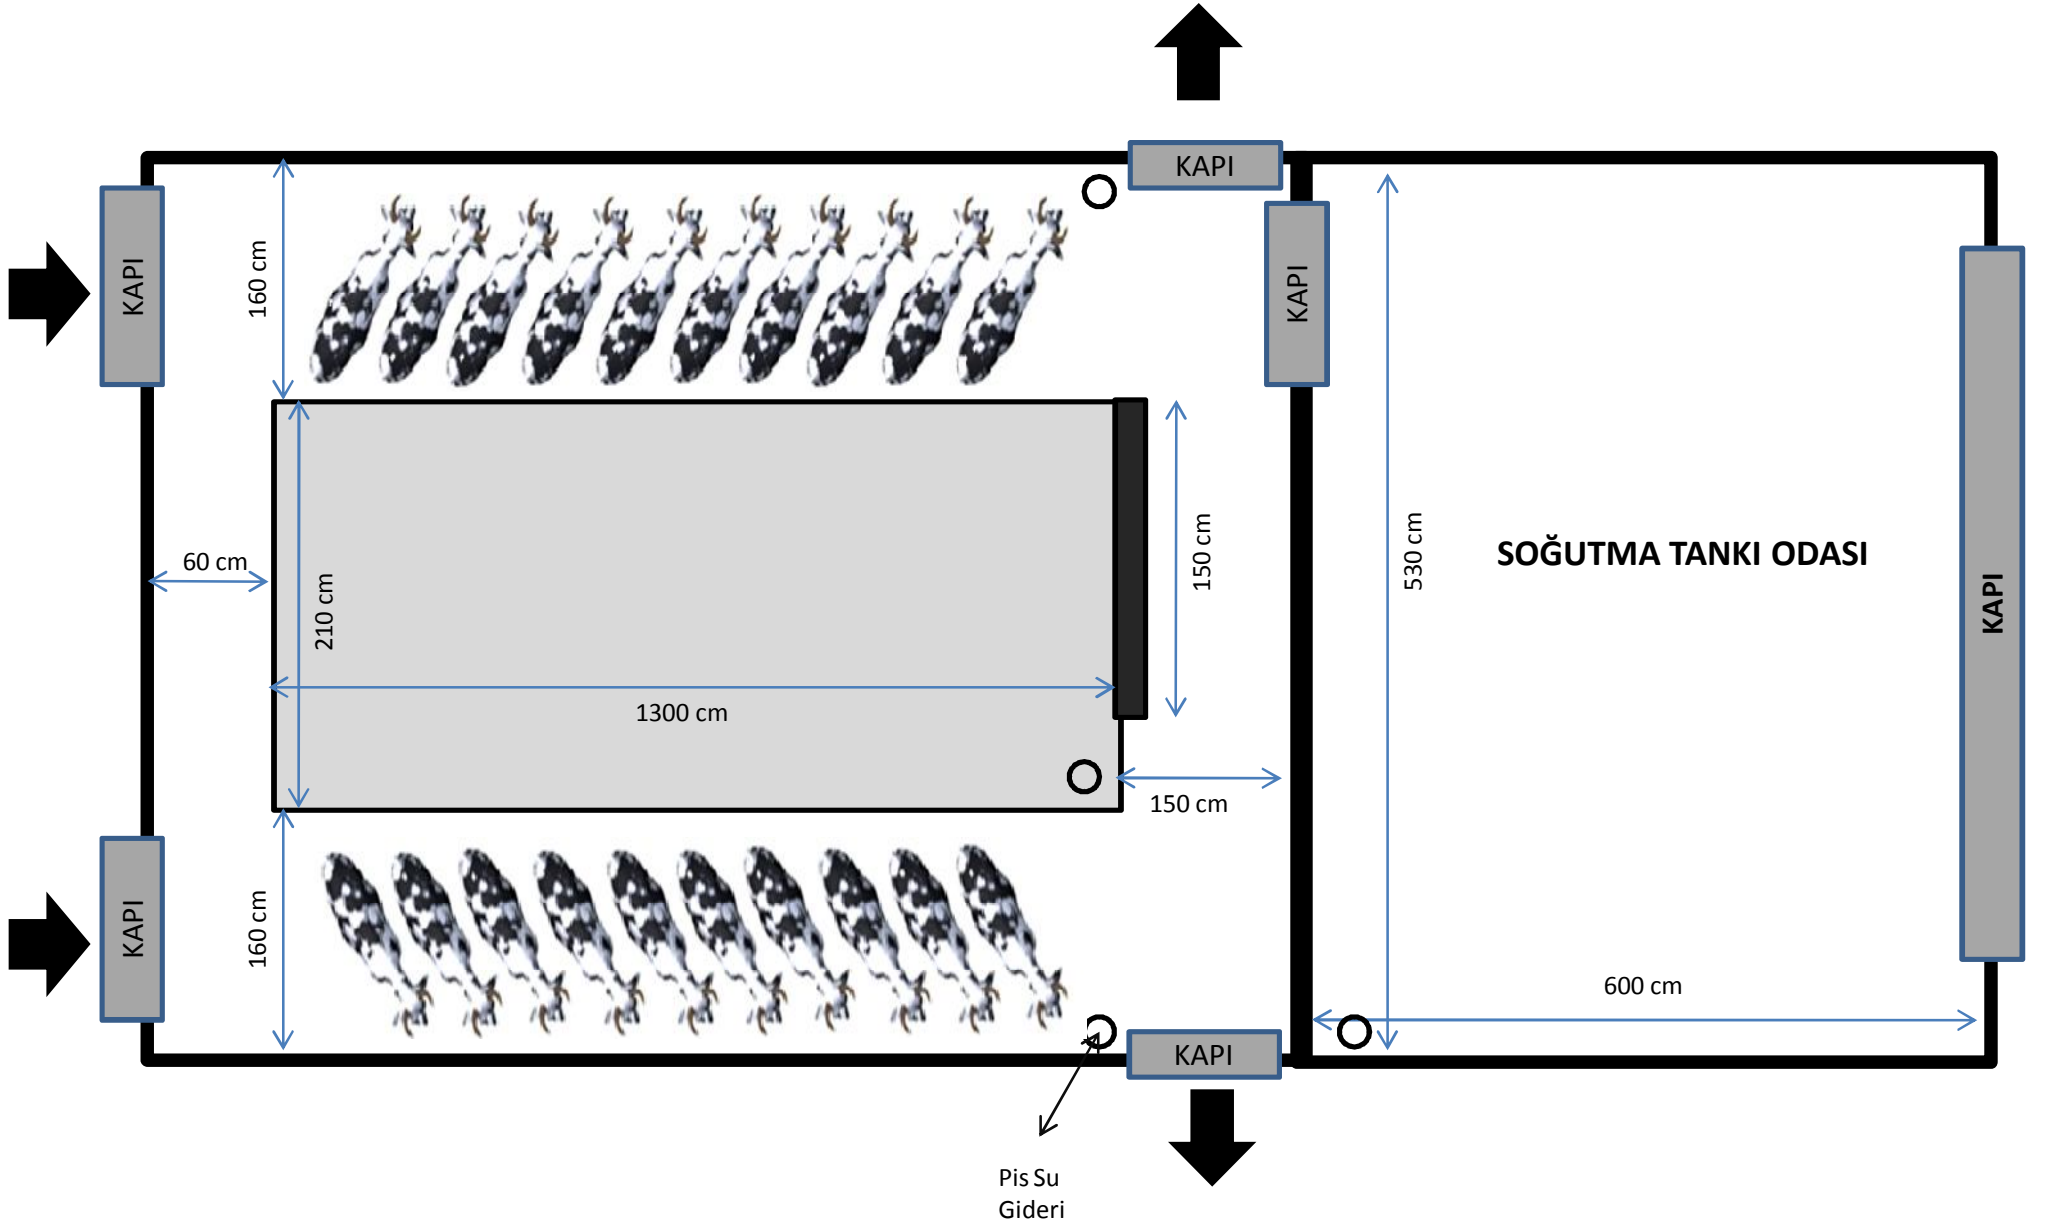 KAPI
KAPI
160 cm
KAPI
KAPI
60 cm
210 cm
150 cm
530 cm
SOĞUTMA TANKI ODASI
KAPI
1300 cm
150 cm
160 cm
KAPI
600 cm
KAPI
Pis Su
Gideri